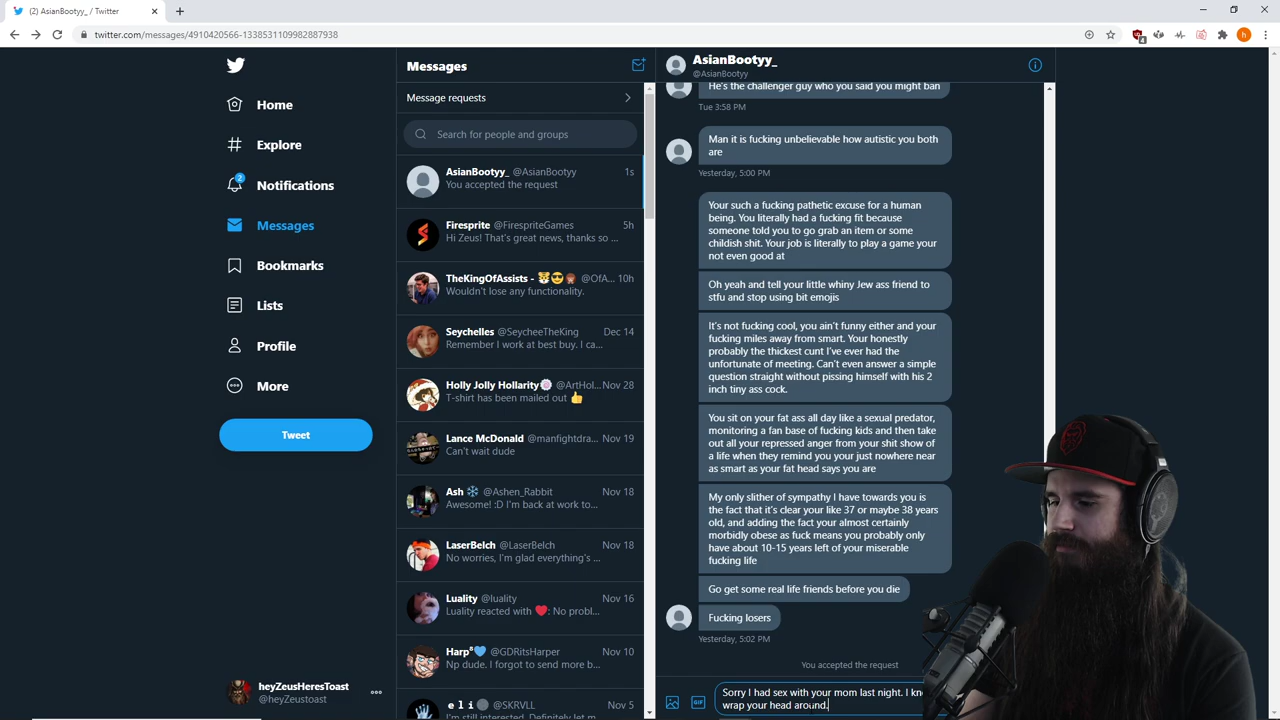 (2) AsianBootyy_ / Twitter
twitter.com/messages/4910420566-1338531109982887938
4
h
Home
Explore
2
Notifications
Messages
Bookmarks
Lists
Profile
More
Tweet
heyZeusHeresToast
@heyZeustoast
Messages
Message requests
Search for people and groups
AsianBootyy_ @AsianBootyy 1s
You accepted the request
Firesprite @FirespriteGames 5h
Hi Zeus! That's great news, thanks so ...
TheKingOfAssists - @OfA... 10h
Wouldn't lose any functionality.
Seychelles @SeycheeTheKing Dec 14
Remember I work at best buy. I ca...
Holly Jolly Hollarity @ArtHol... Nov 28
T-shirt has been mailed out 👍
Lance McDonald @manfightdra... Nov 19
Can't wait dude
Ash ❄️ @Ashen_Rabbit Nov 18
Awesome! :D I'm back at work to...
LaserBelch @LaserBelch Nov 18
No worries, I'm glad everything's ...
Luality @luality Nov 16
Luality reacted with ❤️: No probl...
Harp⁸💙 @GDRitsHarper Nov 10
Np dude. I forgot to send more b...
e l i @SKRVLL Nov 5
I'm still interested. Definitely let m...
AsianBootyy_
@AsianBootyy
He's the challenger guy who you said you might ban
Tue 3:58 PM
Man it is fucking unbelievable how autistic you both
are
Yesterday, 5:00 PM
Your such a fucking pathetic excuse for a human
being. You literally had a fucking fit because
someone told you to go grab an item or some
childish shit. Your job is literally to play a game your
not even good at
Oh yeah and tell your little whiny Jew ass friend to
stfu and stop using bit emojis
It's not fucking cool, you ain't funny either and your
fucking miles away from smart. Your honestly
probably the thickest cunt I've ever had the
unfortunate of meeting. Can't even answer a simple
question straight without pissing himself with his 2
inch tiny ass cock.
You sit on your fat ass all day like a sexual predator,
monitoring a fan base of fucking kids and then take
out all your repressed anger from your shit show of
a life when they remind you your just nowhere near
as smart as your fat head says you are
My only slither of sympathy I have towards you is
the fact that it's clear your like 37 or maybe 38 years
old, and adding the fact your almost certainly
morbidly obese as fuck means you probably only
have about 10-15 years left of your miserable
fucking life
Go get some real life friends before you die
Fucking losers
Yesterday, 5:02 PM
You accepted the request
GIF
Sorry I had sex with your mom last night. I kn
wrap your head around.